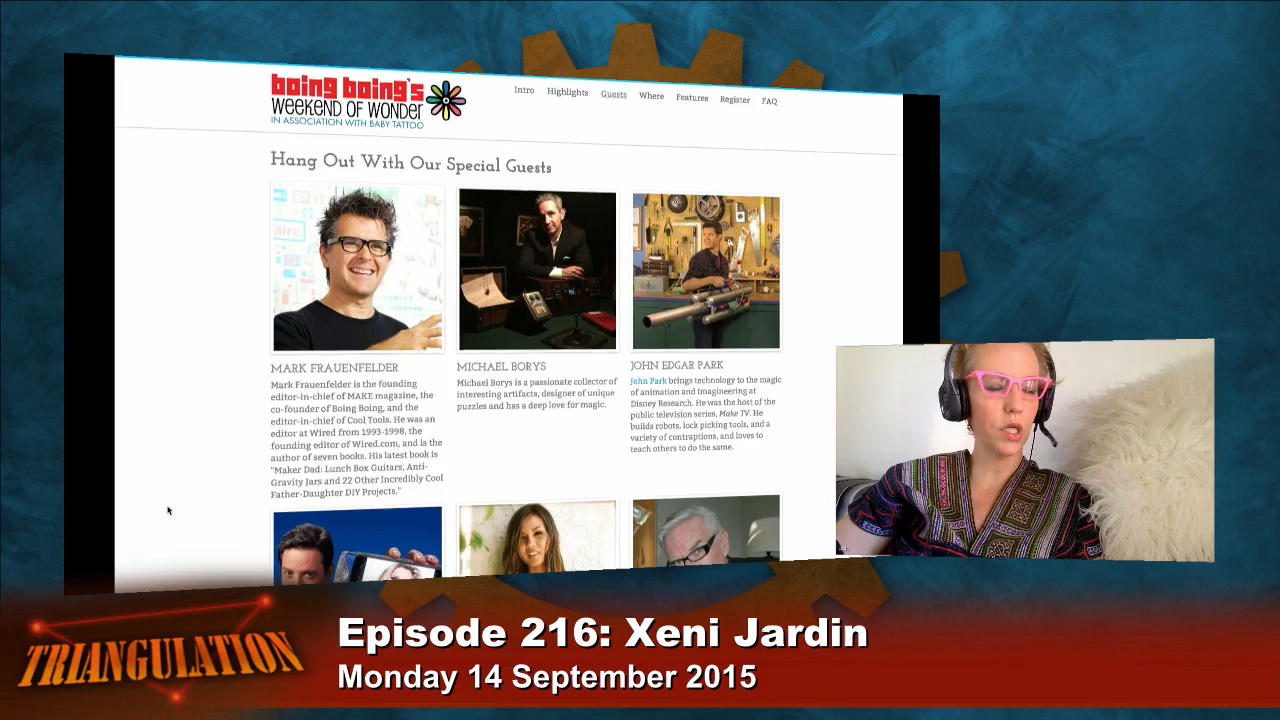 boing boing's
WEEKEND OF WONDER
IN ASSOCIATION WITH BABY TATTOO
Intro Highlights Guests Where Features Register FAQ
Hang Out With Our Special Guests
aire
MARK FRAUENFELDER
Mark Frauenfelder is the founding
editor-in-chief of MAKE magazine, the
co-founder of Boing Boing, and the
editor-in-chief of Cool Tools. He was an
editor at Wired from 1993-1998, the
founding editor of Wired.com, and is the
author of seven books. His latest book is
"Maker Dad: Lunch Box Guitars, Anti-
Gravity Jars and 22 Other Incredibly Cool
Father-Daughter DIY Projects."
MICHAEL BORYS
Michael Borys is a passionate collector of
interesting artifacts, designer of unique
puzzles and has a deep love for magic.
JOHN EDGAR PARK
John Park brings technology to the magic
of animation and Imagineering at
Disney Research. He was the host of the
public television series, Make TV. He
builds robots, lock picking tools, and a
variety of contraptions, and loves to
teach others to do the same.
TRIANGULATION
Episode 216: Xeni Jardin
Monday 14 September 2015